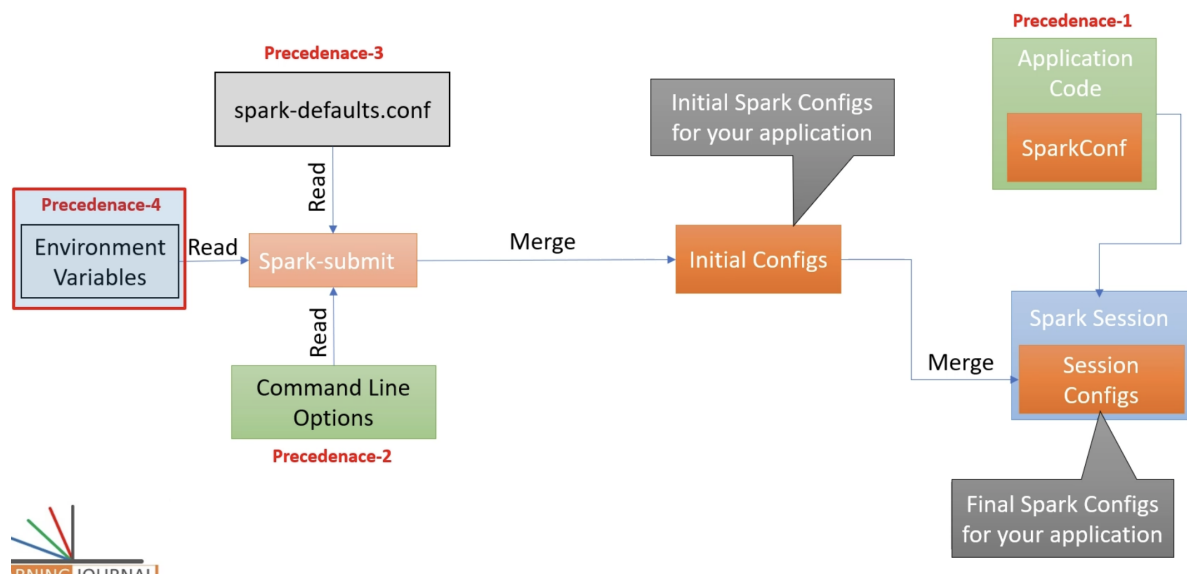 Precedenace-3
spark-defaults.conf
Read
Precedenace-4
Environment
Variables
Read
Spark-submit
Read
Command Line
Options
Precedenace-2
Merge
Initial Spark Configs
for your application
Initial Configs
Precedenace-1
Application
Code
SparkConf
Merge
Spark Session
Session
Configs
Final Spark Configs
for your application
JOURNAL